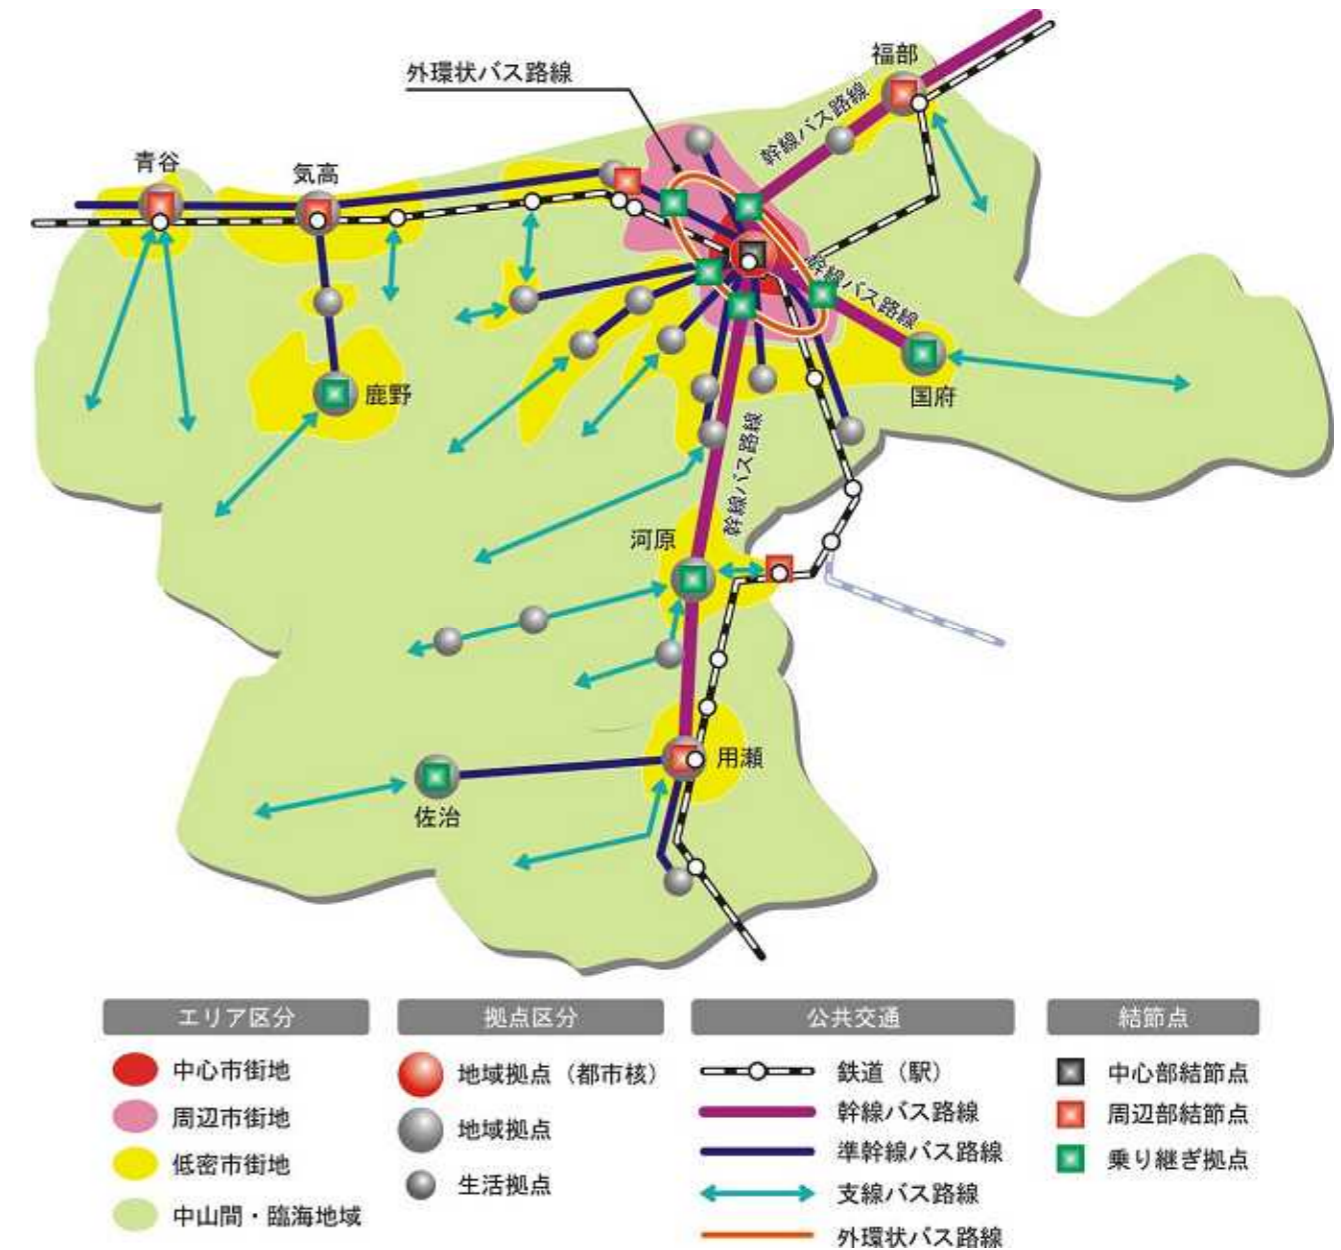 福部
外環状バス路線
幹線バス路線
青谷
気高
幹線バス路線
鹿野
国府
幹線バス路線
河原
用瀬
佐治
エリア区分
中心市街地
周辺市街地
低密市街地
中山間・臨海地域
拠点区分
地域拠点（都市核）
地域拠点
生活拠点
公共交通
鉄道（駅）
幹線バス路線
準幹線バス路線
支線バス路線
外環状バス路線
結節点
中心部結節点
周辺部結節点
乗り継ぎ拠点